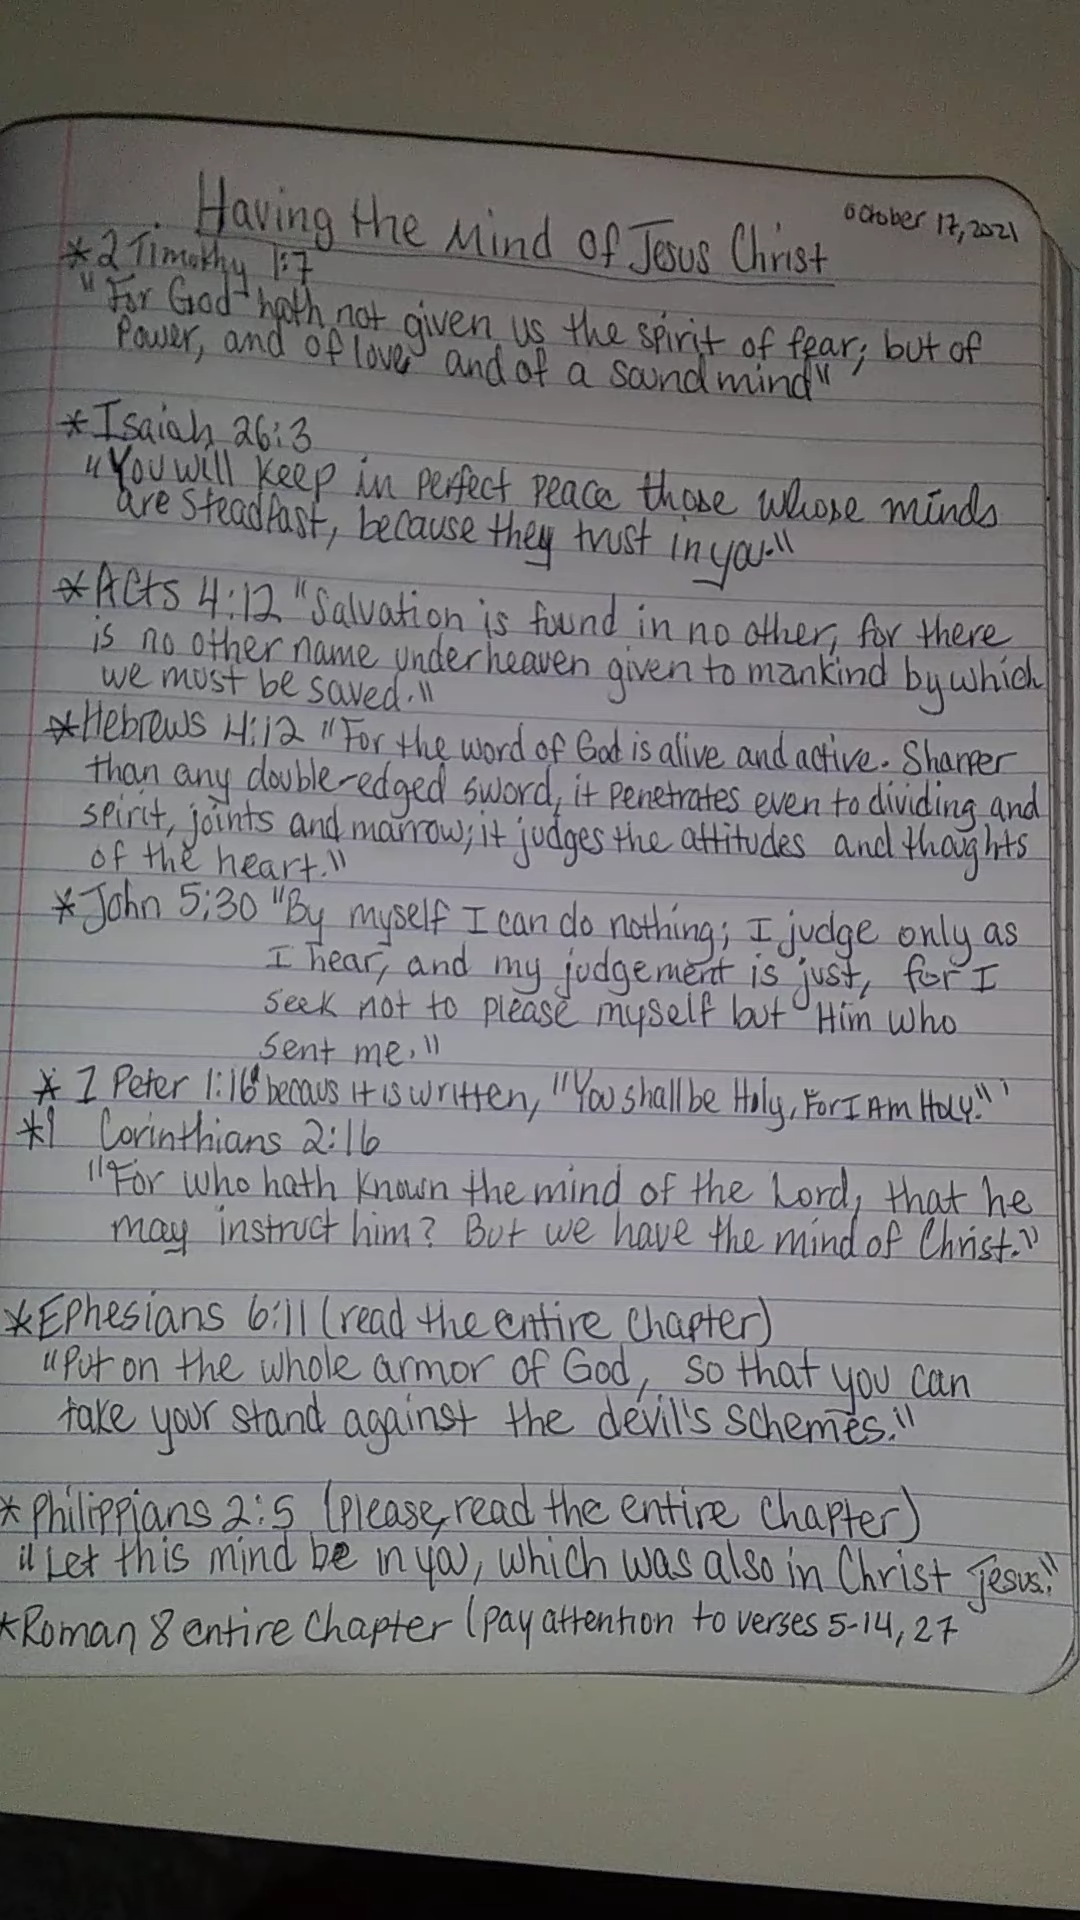 Having the Mind of Jesus Christ
October 17, 2021
*2 Timothy 1:7
"For God hath not given us the spirit of fear; but of
Power, and of love and of a sound mind"
*Isaiah 26:3
"You will keep in perfect peace those whose minds
are steadfast, because they trust in you."
*Acts 4:12 "Salvation is found in no other, for there
is no other name under heaven given to mankind by which
we must be saved."
*Hebrews 4:12 "For the word of God is alive and active. Sharper
than any double-edged sword, it penetrates even to dividing and
spirit, joints and marrow; it judges the attitudes and thoughts
of the heart."
*John 5:30 "By myself I can do nothing; I judge only as
I hear, and my judgement is just, for I
seek not to please myself but Him who
sent me."
*1 Peter 1:16 "becaus it is written, "You shall be Holy, For I Am Holy."'
*1 Corinthians 2:16
"For who hath known the mind of the Lord, that he
may instruct him? But we have the mind of Christ."
*Ephesians 6:11 (read the entire chapter)
"Put on the whole armor of God, so that you can
take your stand against the devil's schemes."
*Philippians 2:5 (please, read the entire chapter)
"Let this mind be in you, which was also in Christ Jesus."
*Roman 8 entire chapter (pay attention to verses 5-14, 27